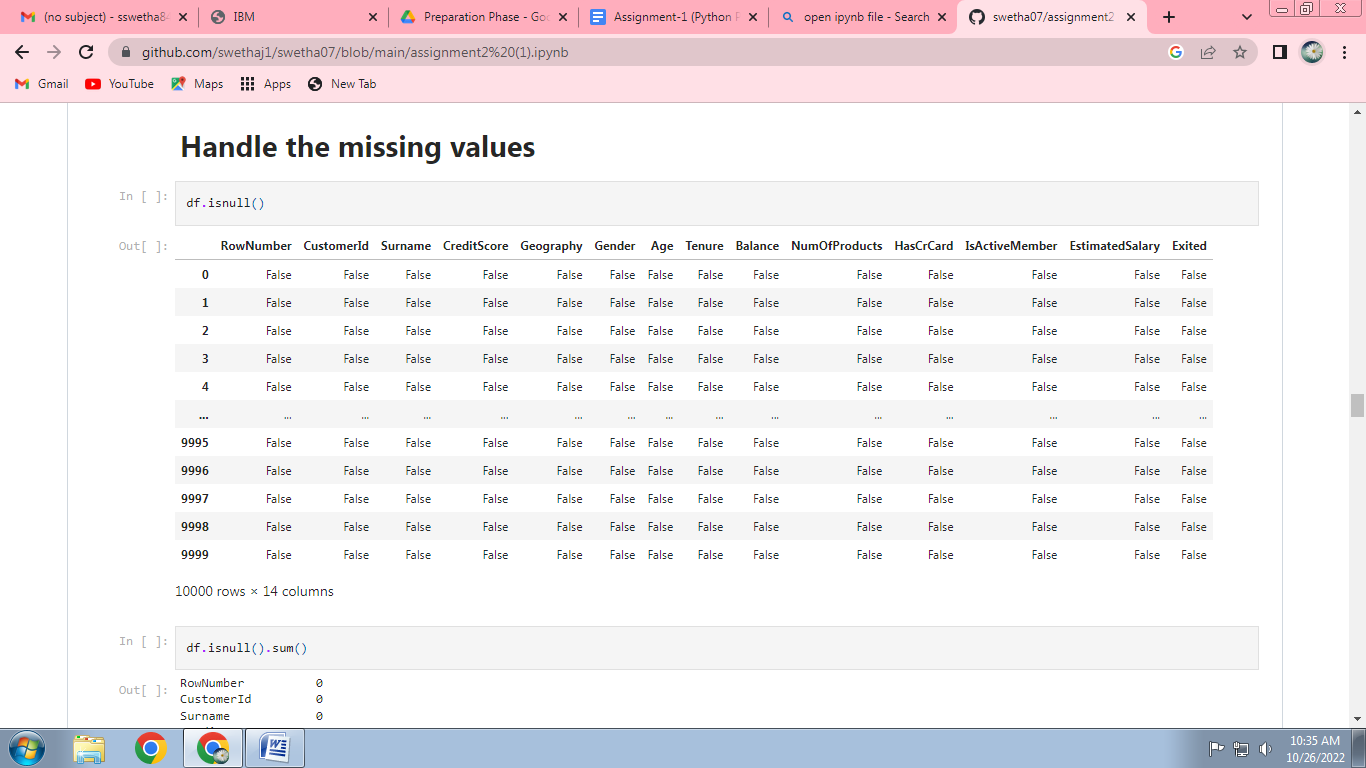 (no subject) - sswetha84
IBM
Preparation Phase - Goo
Assignment-1 (Python P
open ipynb file - Search
swetha07/assignment2
github.com/swethaj1/swetha07/blob/main/assignment2%20(1).ipynb
Gmail YouTube Maps Apps New Tab
Handle the missing values
In [ ]: df.isnull()
Out[ ]: RowNumber CustomerId Surname CreditScore Geography Gender Age Tenure Balance NumOfProducts HasCrCard IsActiveMember EstimatedSalary Exited
0 False False False False False False False False False False False False False False
1 False False False False False False False False False False False False False False
2 False False False False False False False False False False False False False False
3 False False False False False False False False False False False False False False
4 False False False False False False False False False False False False False False
... ... ... ... ... ... ... ... ... ... ... ... ... ... ...
9995 False False False False False False False False False False False False False False
9996 False False False False False False False False False False False False False False
9997 False False False False False False False False False False False False False False
9998 False False False False False False False False False False False False False False
9999 False False False False False False False False False False False False False False
10000 rows × 14 columns
In [ ]: df.isnull().sum()
Out[ ]: RowNumber 0
CustomerId 0
Surname 0
10:35 AM
10/26/2022